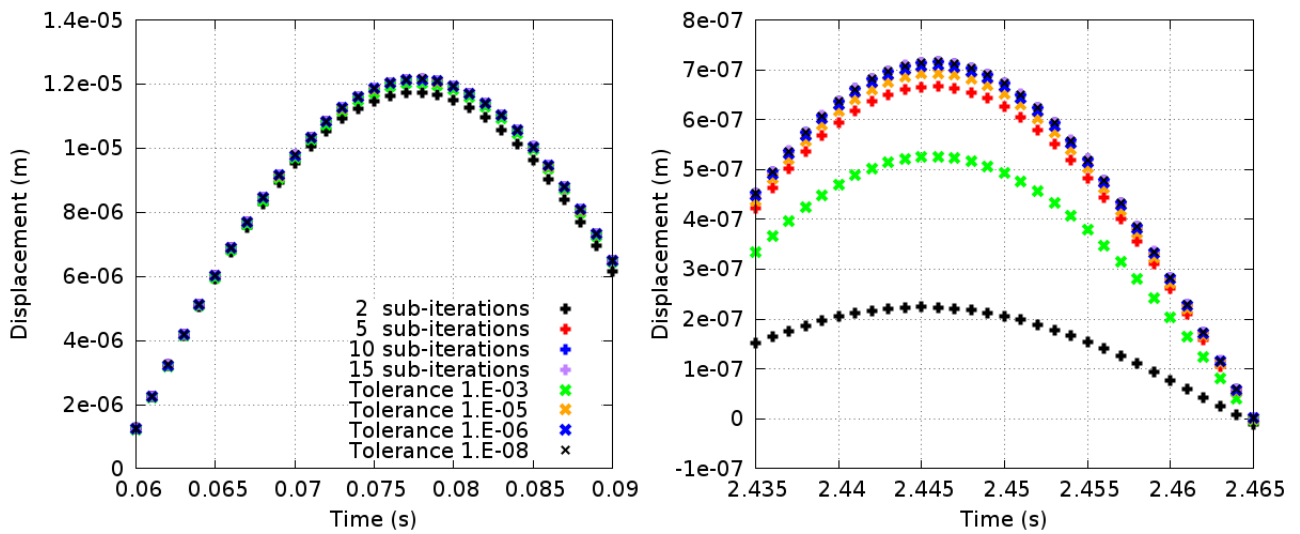 1.4e-05
1.2e-05
1e-05
8e-06
6e-06
4e-06
2e-06
0
Displacement (m)
0.06 0.065 0.07 0.075 0.08 0.085 0.09
Time (s)
2 sub-iterations
5 sub-iterations
10 sub-iterations
15 sub-iterations
Tolerance 1.E-03
Tolerance 1.E-05
Tolerance 1.E-06
Tolerance 1.E-08
8e-07
7e-07
6e-07
5e-07
4e-07
3e-07
2e-07
1e-07
0
-1e-07
Displacement (m)
2.435 2.44 2.445 2.45 2.455 2.46 2.465
Time (s)